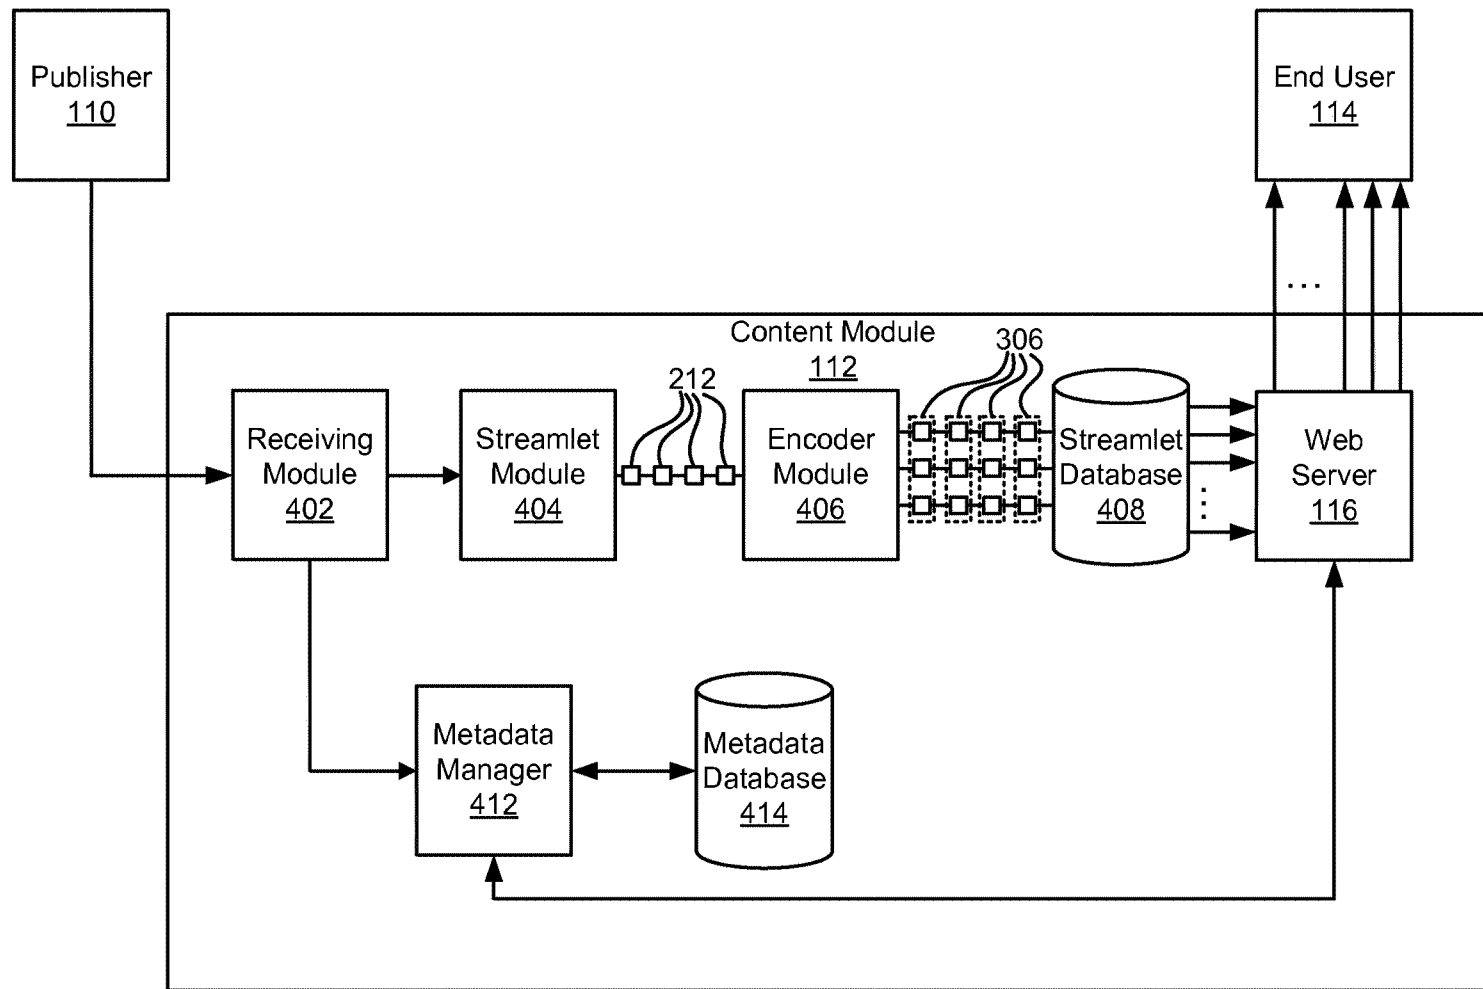 Publisher
110
End User
114
...
Content Module
112
306
212
Receiving
Module
402
Streamlet
Module
404
Encoder
Module
406
Streamlet
Database
408
...
Web
Server
116
Metadata
Manager
412
Metadata
Database
414